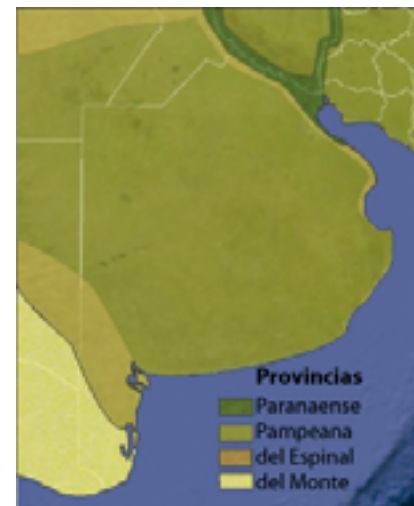 Provincias
Paranaense
Pampeana
del Espinal
del Monte